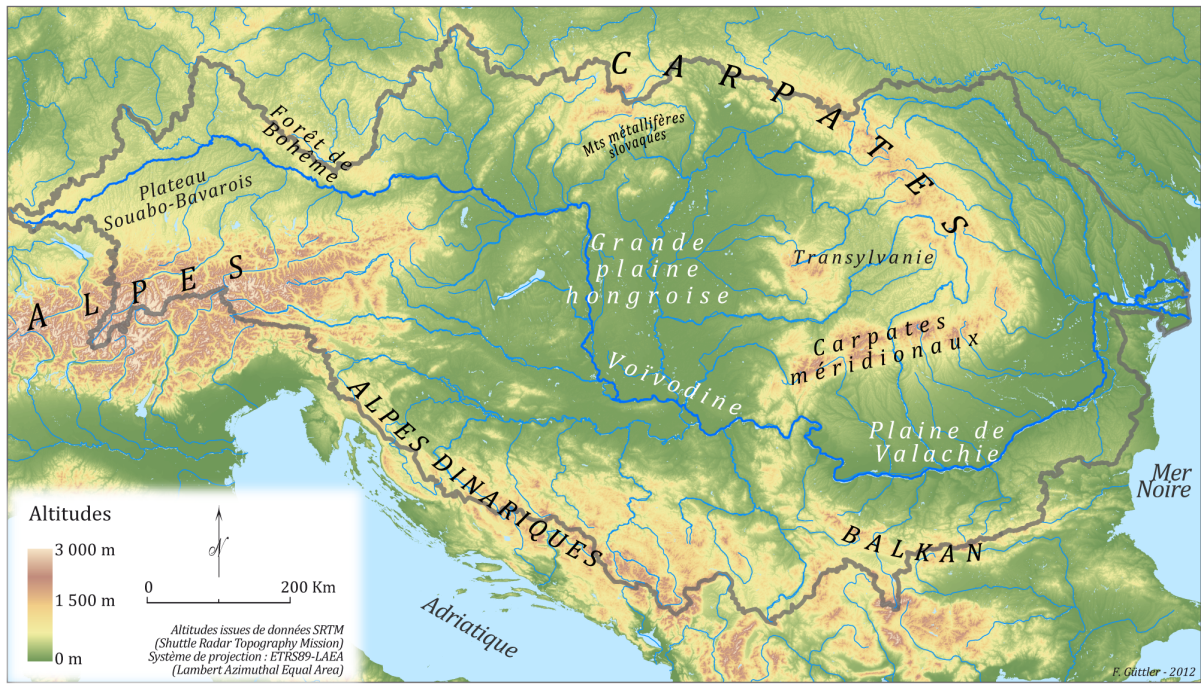 CARPATES
Mts métallifères
slovaques
Forêt de
Bohême
Plateau
Souabo-Bavarois
ALPES
Grande
plaine
hongroise
Transylvanie
Carpates
méridionaux
Voivodine
ALPES DINARIQUES
Plaine de
Valachie
Mer
Noire
BALKAN
Adriatique
Altitudes
3 000 m
1 500 m
0 m
N
0 200 Km
Altitudes issues de données SRTM
(Shuttle Radar Topography Mission)
Système de projection : ETRS89-LAEA
(Lambert Azimuthal Equal Area)
F. Güttler - 2012